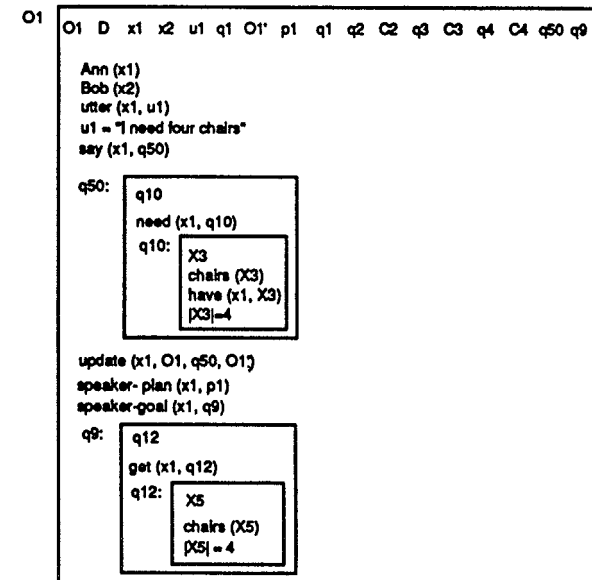 O1
O1 D x1 x2 u1 q1 O1' p1 q1 q2 C2 q3 C3 q4 C4 q50 q9
Ann (x1)
Bob (x2)
utter (x1, u1)
u1 = "I need four chairs"
say (x1, q50)
q50:
q10
need (x1, q10)
q10:
X3
chairs (X3)
have (x1, X3)
|X3|=4
update (x1, O1, q50, O1')
speaker- plan (x1, p1)
speaker-goal (x1, q9)
q9:
q12
get (x1, q12)
q12:
X5
chairs (X5)
|X5| = 4